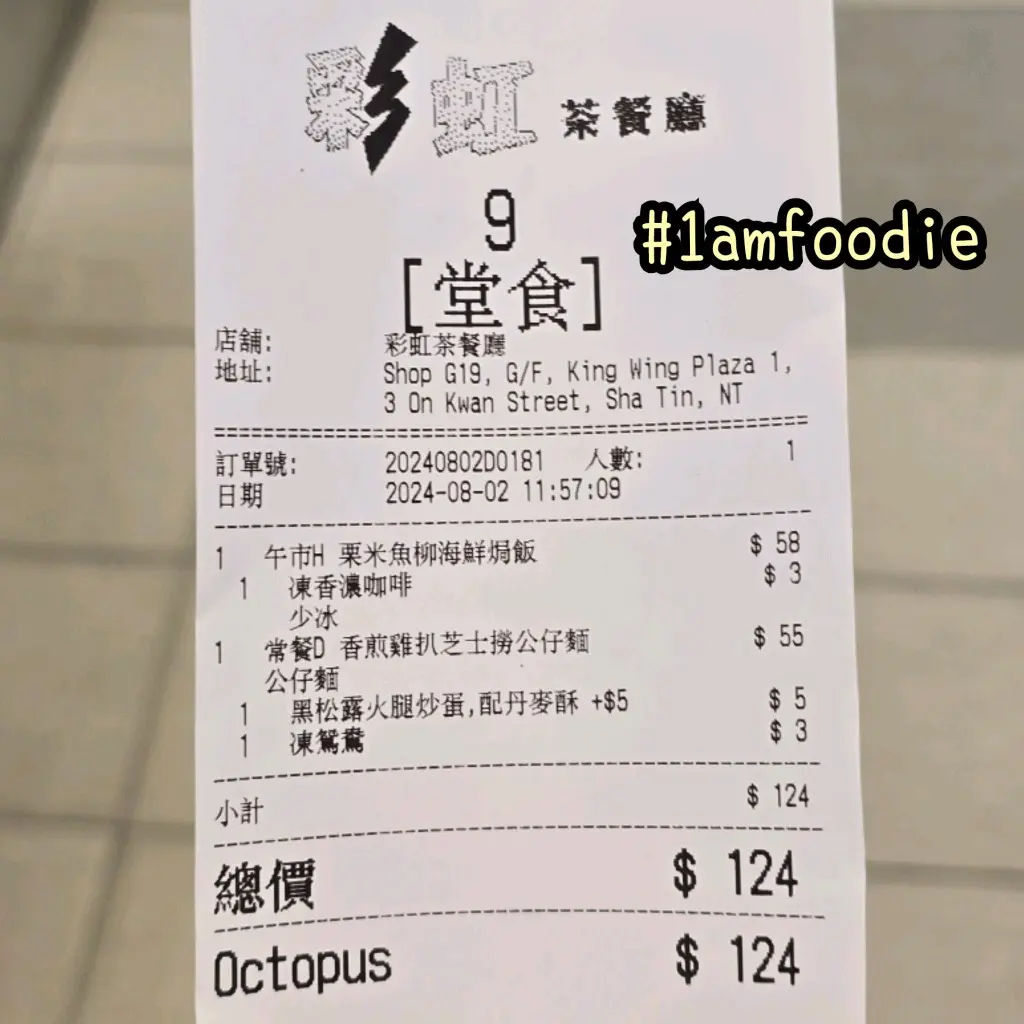 彩虹 茶餐廳
#1amfoodie
9
[堂食]
店舖: 彩虹茶餐廳
地址: Shop G19, G/F, King Wing Plaza 1,
3 On Kwan Street, Sha Tin, NT
訂單號: 20240802D0181 人數: 1
日期 2024-08-02 11:57:09
1 午市H 粟米魚柳海鮮焗飯 $ 58
1 凍香濃咖啡 $ 3
少冰
1 常餐D 香煎雞扒芝士撈公仔麵 $ 55
公仔麵
1 黑松露火腿炒蛋,配丹麥酥 +$5 $ 5
1 凍鴛鴦 $ 3
小計 $ 124
總價 $ 124
Octopus $ 124